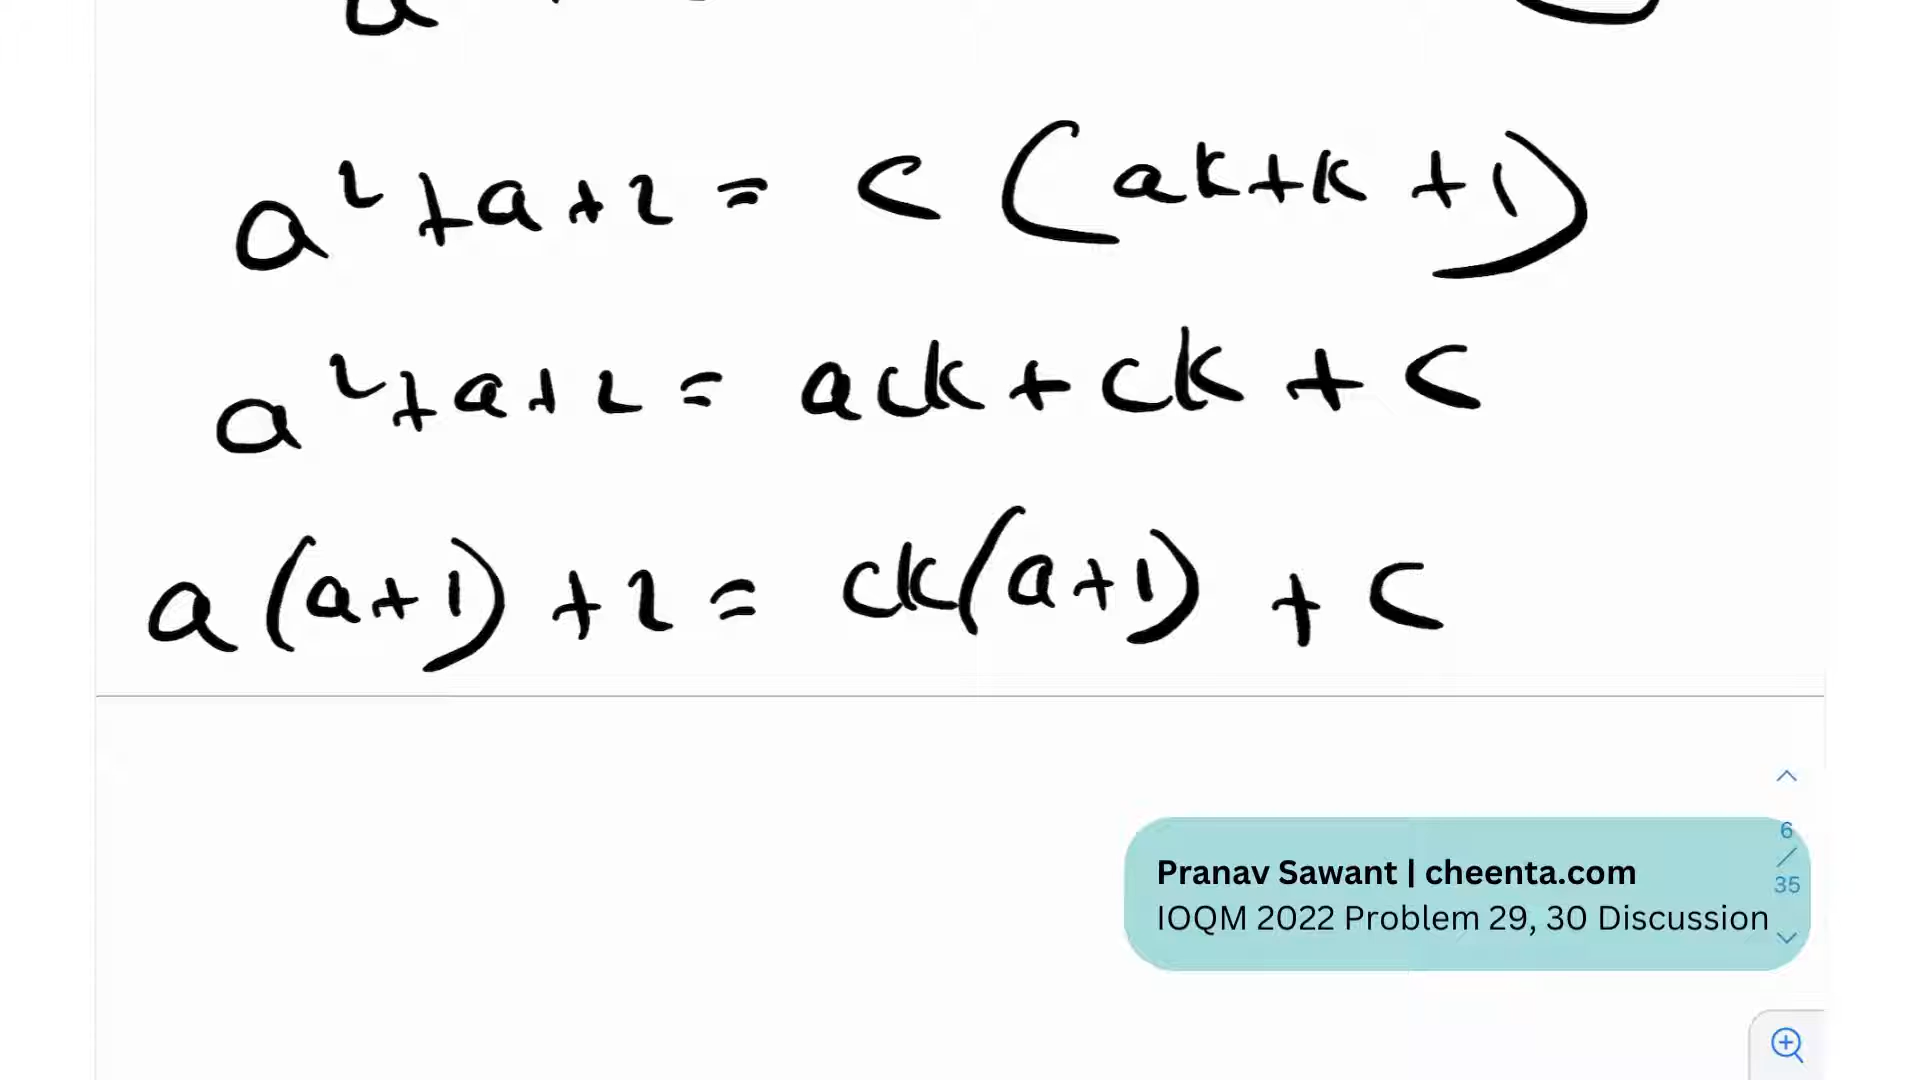 a² + a + 2 = c (ak + k + 1)
a² + a + 2 = ack + ck + c
a (a+1) + 2 = ck (a+1) + c
6
/
35
Pranav Sawant | cheenta.com
IOQM 2022 Problem 29, 30 Discussion